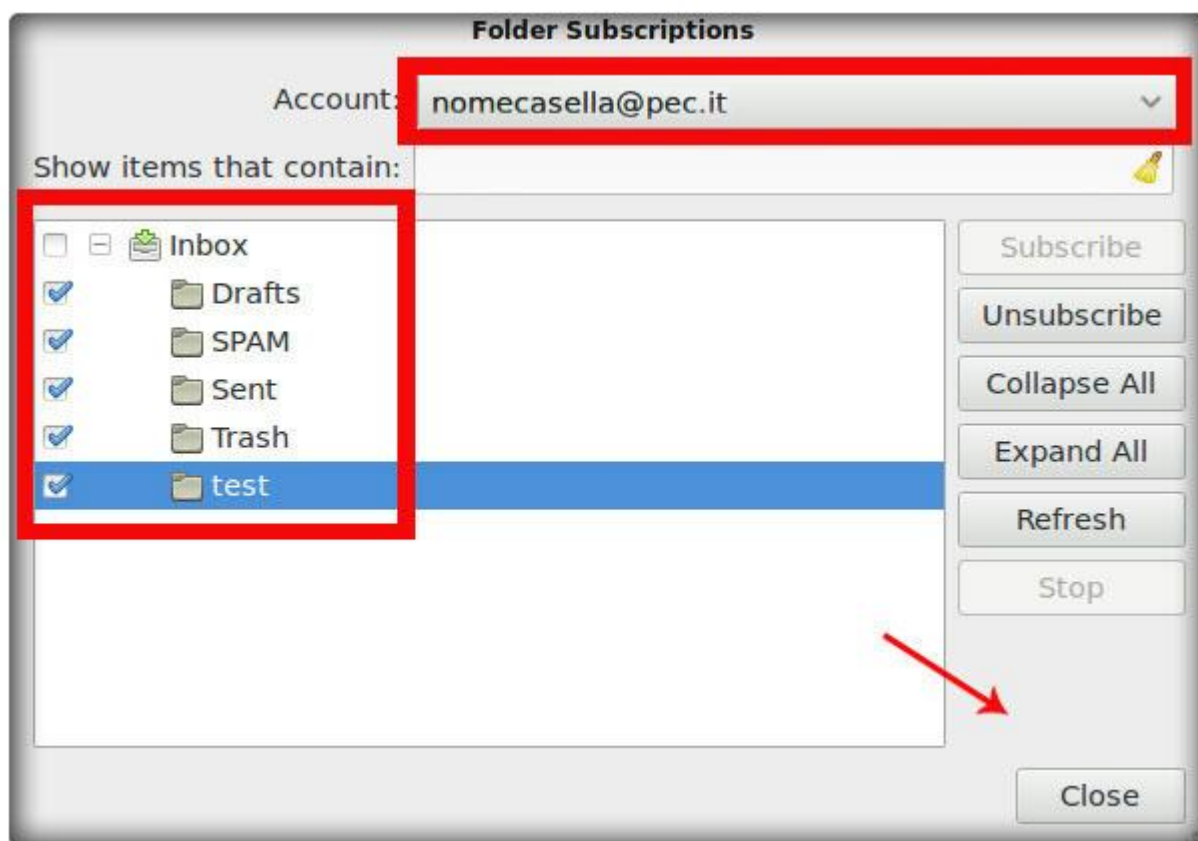 Folder Subscriptions
Account: nomecasella@pec.it
Show items that contain:
Inbox
Drafts
SPAM
Sent
Trash
test
Subscribe
Unsubscribe
Collapse All
Expand All
Refresh
Stop
Close